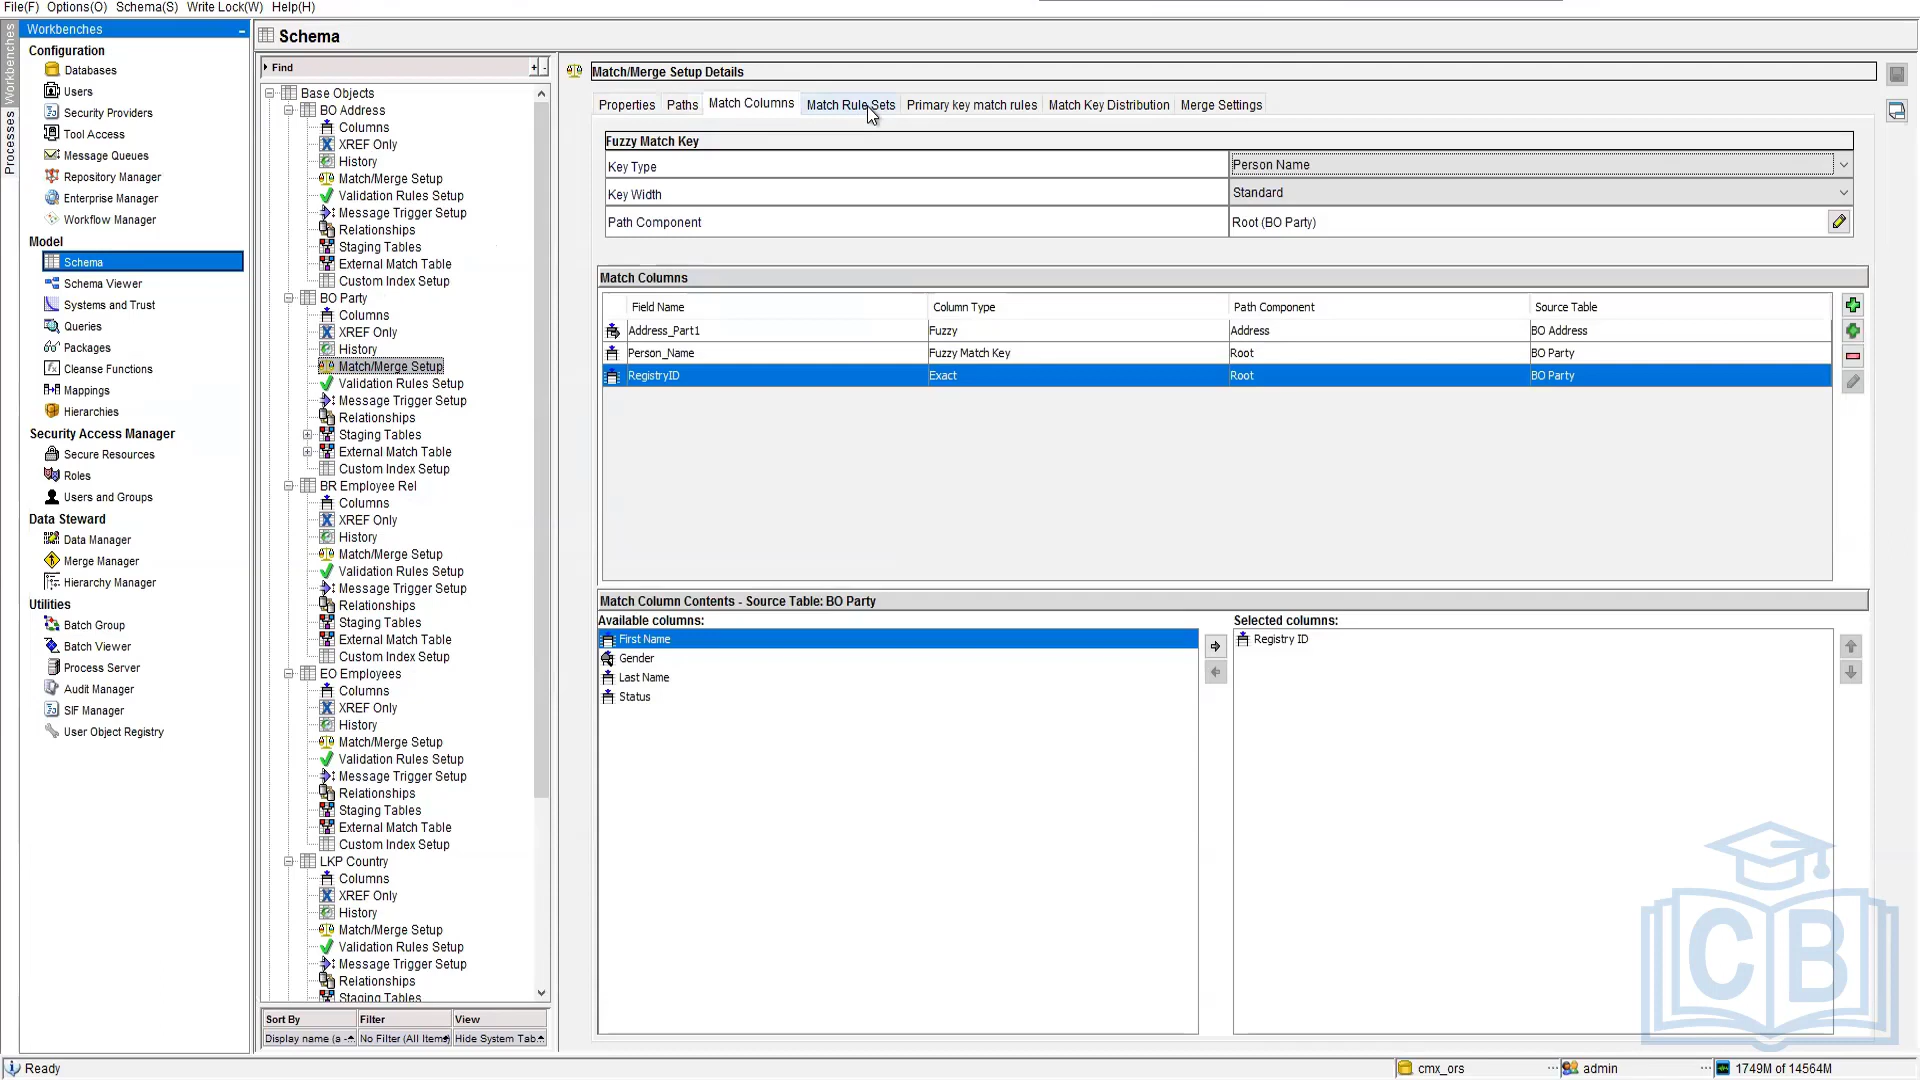 File(F) Options(O) Schema(S) Write Lock(W) Help(H)
Workbenches
Processes
Workbenches
Configuration
Databases
Users
Security Providers
Tool Access
Message Queues
Repository Manager
Enterprise Manager
Workflow Manager
Model
Schema
Schema Viewer
Systems and Trust
Queries
Packages
Cleanse Functions
Mappings
Hierarchies
Security Access Manager
Secure Resources
Roles
Users and Groups
Data Steward
Data Manager
Merge Manager
Hierarchy Manager
Utilities
Batch Group
Batch Viewer
Process Server
Audit Manager
SIF Manager
User Object Registry
Schema
Find
Base Objects
BO Address
Columns
XREF Only
History
Match/Merge Setup
Validation Rules Setup
Message Trigger Setup
Relationships
Staging Tables
External Match Table
Custom Index Setup
BO Party
Columns
XREF Only
History
Match/Merge Setup
Validation Rules Setup
Message Trigger Setup
Relationships
Staging Tables
External Match Table
Custom Index Setup
BR Employee Rel
Columns
XREF Only
History
Match/Merge Setup
Validation Rules Setup
Message Trigger Setup
Relationships
Staging Tables
External Match Table
Custom Index Setup
EO Employees
Columns
XREF Only
History
Match/Merge Setup
Validation Rules Setup
Message Trigger Setup
Relationships
Staging Tables
External Match Table
Custom Index Setup
LKP Country
Columns
XREF Only
History
Match/Merge Setup
Validation Rules Setup
Message Trigger Setup
Relationships
Staging Tables
Sort By Filter View
Display name (a - No Filter (All Items) Hide System Tab
Match/Merge Setup Details
Properties Paths Match Columns Match Rule Sets Primary key match rules Match Key Distribution Merge Settings
Fuzzy Match Key
Key Type Person Name
Key Width Standard
Path Component Root (BO Party)
Match Columns
Field Name Column Type Path Component Source Table
Address_Part1 Fuzzy Address BO Address
Person_Name Fuzzy Match Key Root BO Party
RegistryID Exact Root BO Party
Match Column Contents - Source Table: BO Party
Available columns: Selected columns:
First Name Registry ID
Gender
Last Name
Status
CB
Ready cmx_ors admin 1749M of 14564M